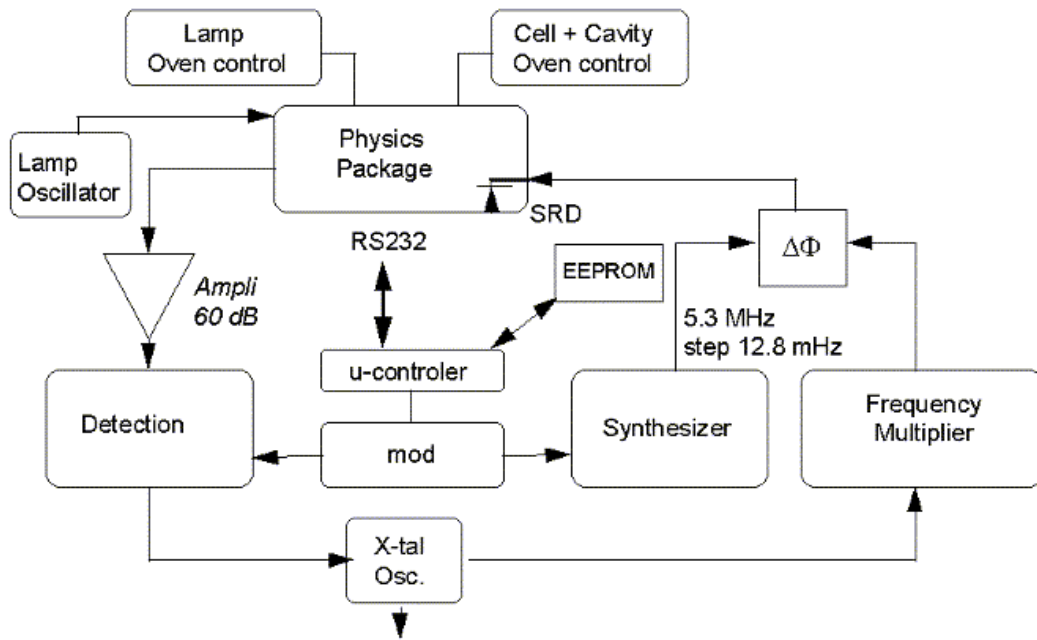 Lamp
Oven control
Cell + Cavity
Oven control
Physics
Package
Lamp
Oscillator
SRD
RS232
EEPROM
ΔΦ
Ampli
60 dB
5.3 MHz
step 12.8 mHz
u-controler
Detection
mod
Synthesizer
Frequency
Multiplier
X-tal
Osc.